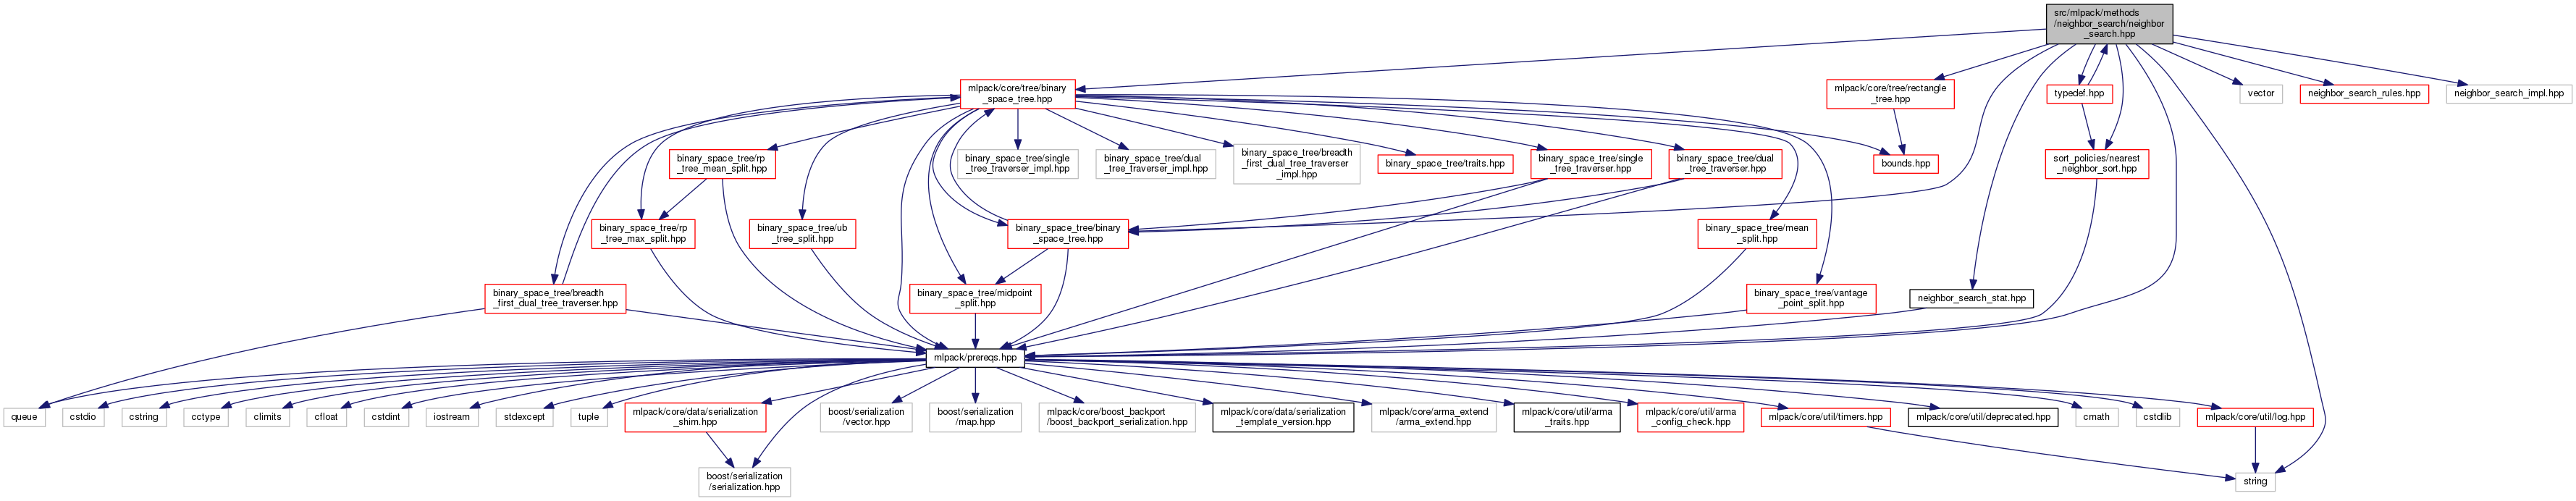 src/mlpack/methods
/neighbor_search/neighbor
_search.hpp
mlpack/core/tree/binary
_space_tree.hpp
mlpack/core/tree/rectangle
_tree.hpp
typedef.hpp
vector
neighbor_search_rules.hpp
neighbor_search_impl.hpp
binary_space_tree/rp
_tree_mean_split.hpp
binary_space_tree/single
_tree_traverser_impl.hpp
binary_space_tree/dual
_tree_traverser_impl.hpp
binary_space_tree/breadth
_first_dual_tree_traverser
_impl.hpp
binary_space_tree/traits.hpp
binary_space_tree/single
_tree_traverser.hpp
binary_space_tree/dual
_tree_traverser.hpp
bounds.hpp
sort_policies/nearest
_neighbor_sort.hpp
binary_space_tree/rp
_tree_max_split.hpp
binary_space_tree/ub
_tree_split.hpp
binary_space_tree/binary
_space_tree.hpp
binary_space_tree/mean
_split.hpp
binary_space_tree/breadth
_first_dual_tree_traverser.hpp
binary_space_tree/midpoint
_split.hpp
binary_space_tree/vantage
_point_split.hpp
neighbor_search_stat.hpp
mlpack/prereqs.hpp
queue
cstdio
cstring
cctype
climits
cfloat
cstdint
iostream
stdexcept
tuple
mlpack/core/data/serialization
_shim.hpp
boost/serialization
/vector.hpp
boost/serialization
/map.hpp
mlpack/core/boost_backport
/boost_backport_serialization.hpp
mlpack/core/data/serialization
_template_version.hpp
mlpack/core/arma_extend
/arma_extend.hpp
mlpack/core/util/arma
_traits.hpp
mlpack/core/util/arma
_config_check.hpp
mlpack/core/util/timers.hpp
mlpack/core/util/deprecated.hpp
cmath
cstdlib
mlpack/core/util/log.hpp
boost/serialization
/serialization.hpp
string